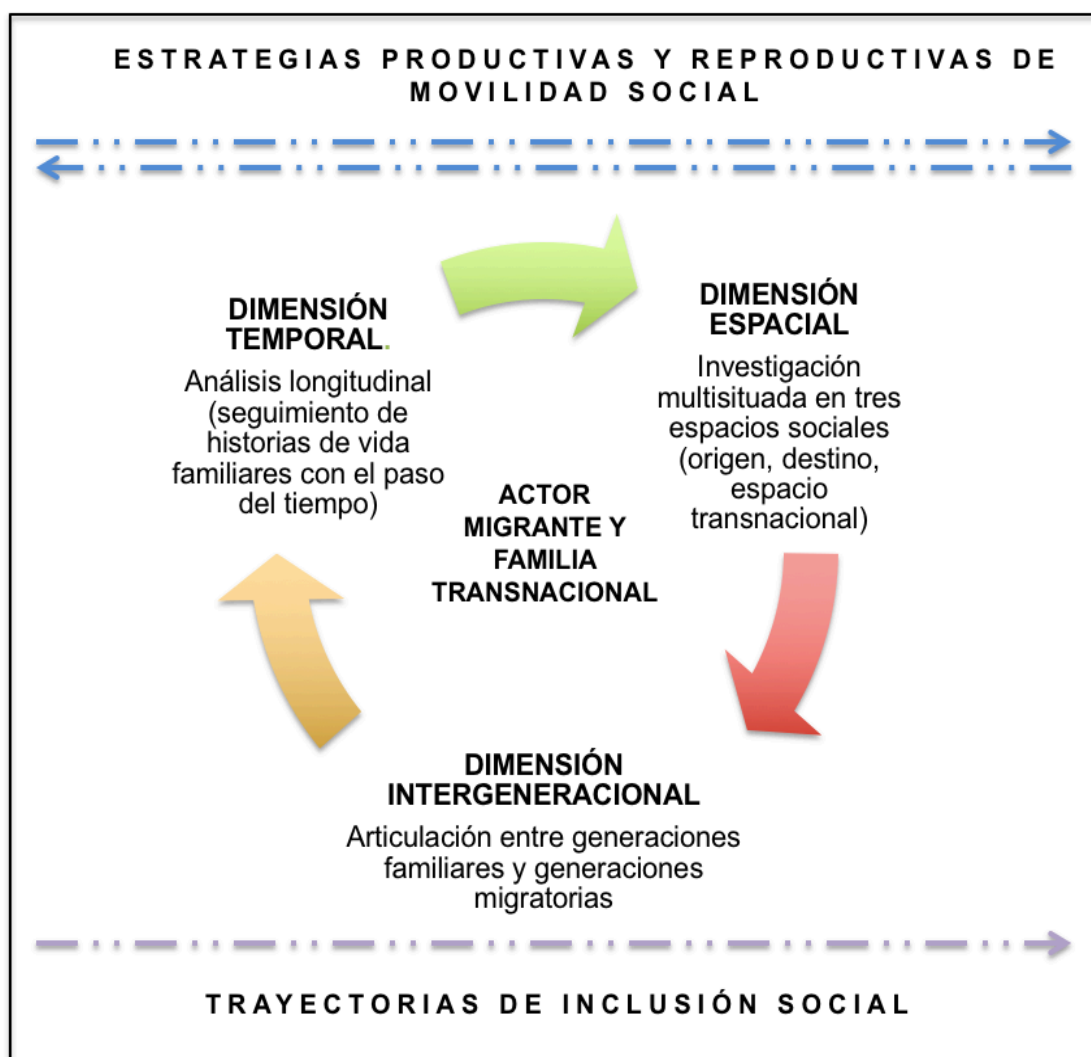 ESTRATEGIAS PRODUCTIVAS Y REPRODUCTIVAS DE
MOVILIDAD SOCIAL
DIMENSIÓN
TEMPORAL.
Análisis longitudinal
(seguimiento de
historias de vida
familiares con el paso
del tiempo)
DIMENSIÓN
ESPACIAL
Investigación
multisituada en tres
espacios sociales
(origen, destino,
espacio
transnacional)
ACTOR
MIGRANTE Y
FAMILIA
TRANSNACIONAL
DIMENSIÓN
INTERGENERACIONAL
Articulación entre generaciones
familiares y generaciones
migratorias
TRAYECTORIAS DE INCLUSIÓN SOCIAL